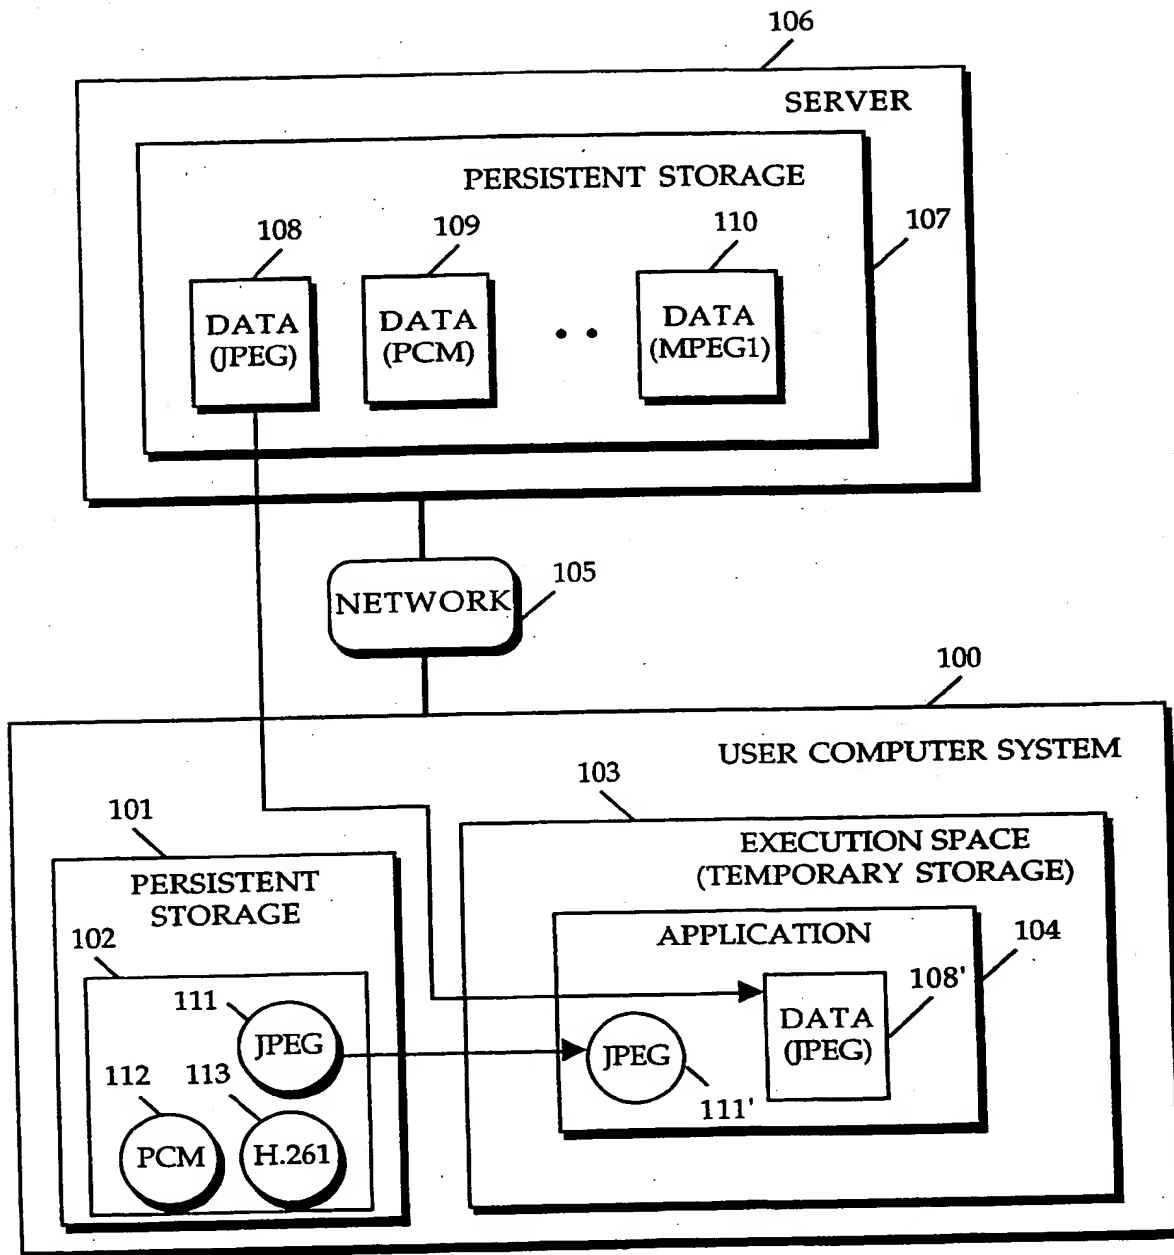 106
SERVER
PERSISTENT STORAGE
108
109
110
107
DATA
(JPEG)
DATA
(PCM)
DATA
(MPEG1)
105
NETWORK
100
USER COMPUTER SYSTEM
103
101
EXECUTION SPACE
(TEMPORARY STORAGE)
PERSISTENT
STORAGE
102
APPLICATION
104
111
108'
DATA
(JPEG)
JPEG
JPEG
112
113
111'
PCM
H.261